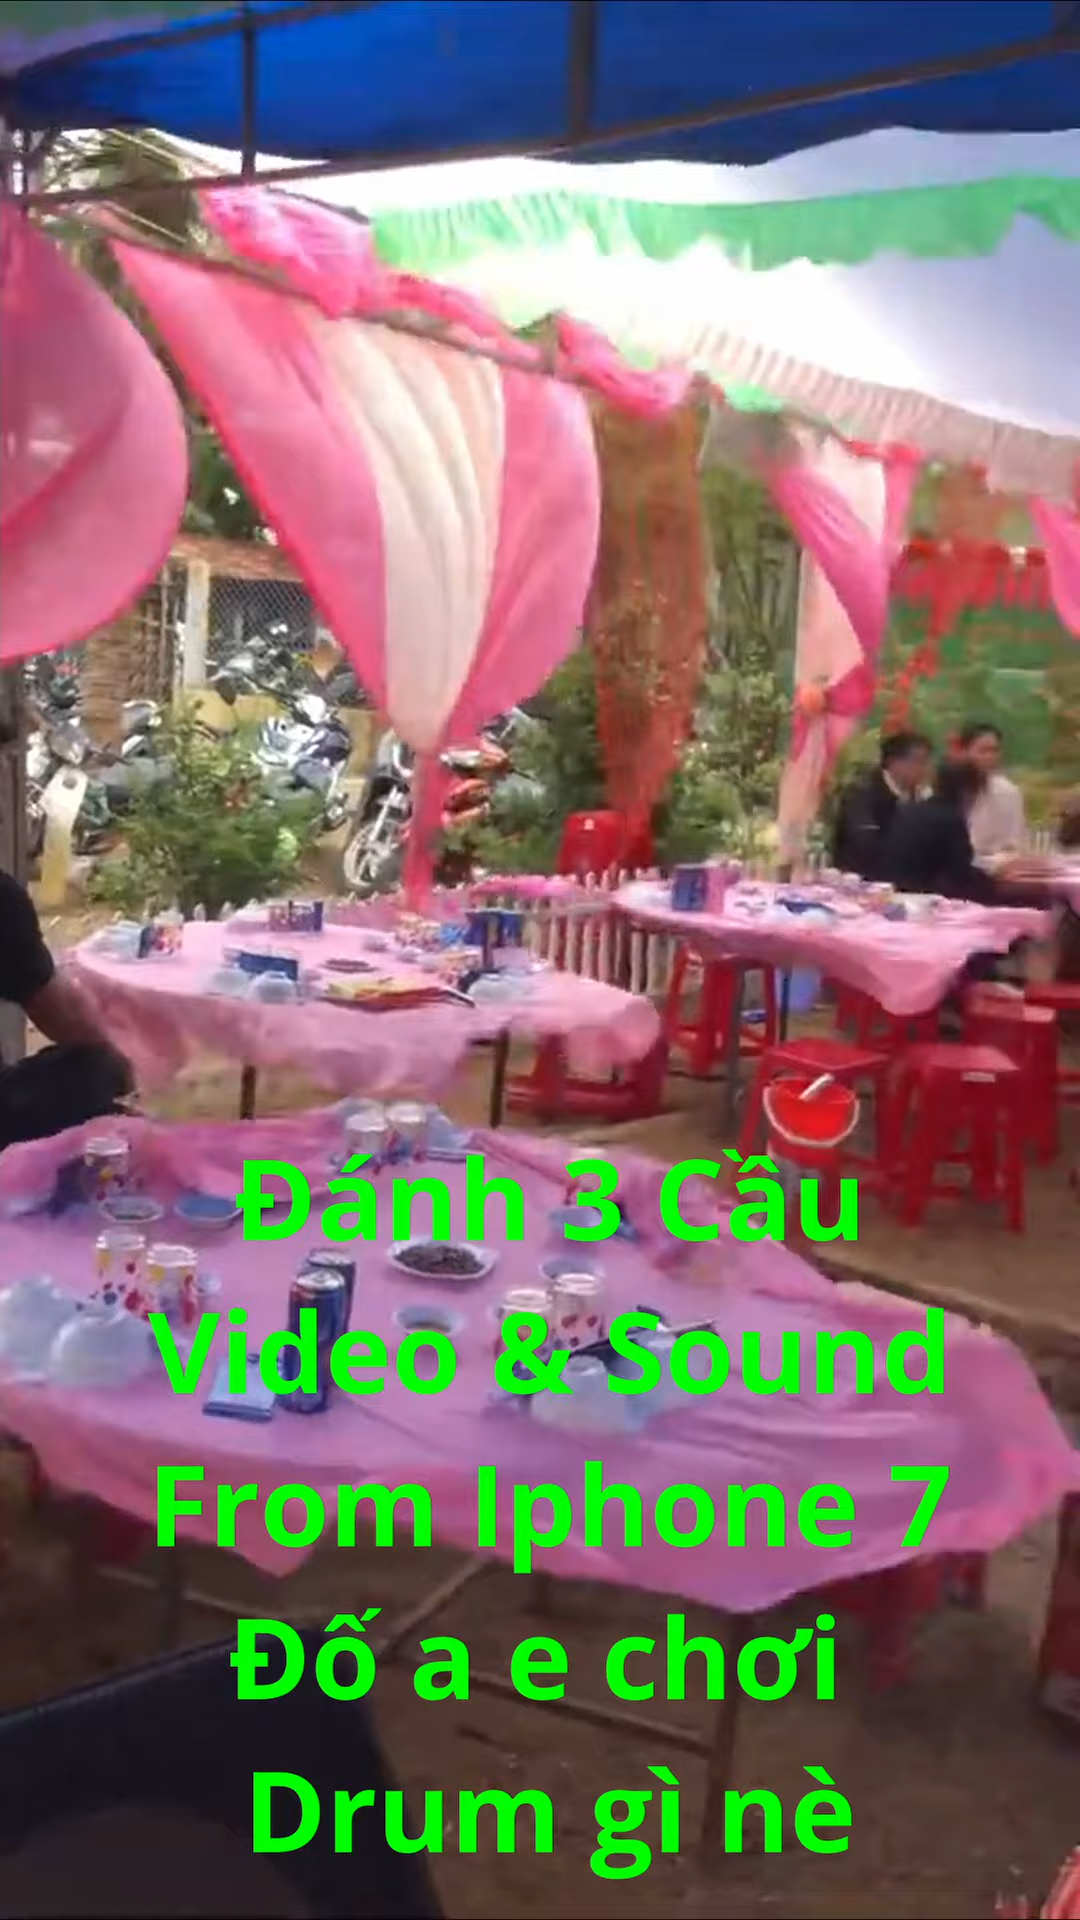 Đánh 3 Cầu
Video & Sound
From Iphone 7
Đố a e chơi
Drum gì nè